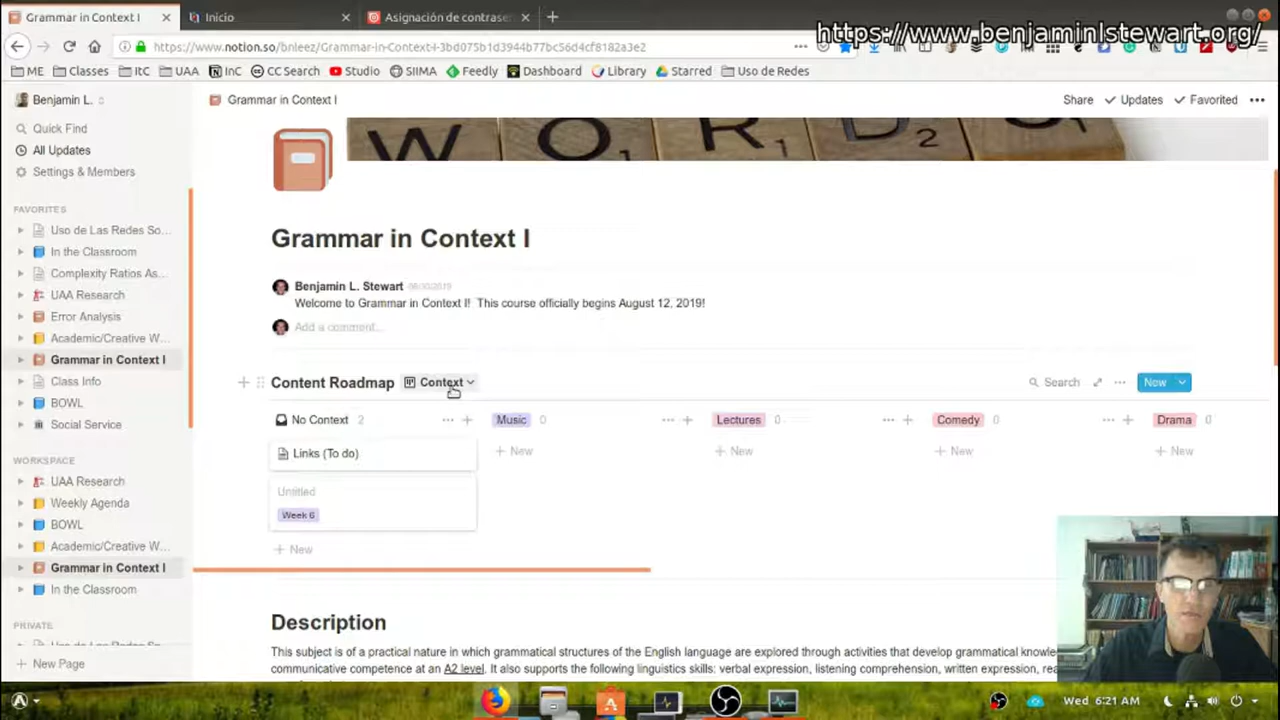 Grammar in Context I
Inicio
Asignación de contrase
https://www.benjaminlstewart.org/
https://www.notion.so/bnleez/Grammar-in-Context-I-3bd075b1d3944b77bc56d4cf8182a3e2
ME
Classes
ItC
UAA
InC
CC Search
Studio
SIIMA
Feedly
Dashboard
Library
Starred
Uso de Redes
Benjamin L.
Grammar in Context I
Share
Updates
Favorited
Quick Find
All Updates
Settings & Members
WORDS
FAVORITES
Uso de Las Redes So...
In the Classroom
Complexity Ratios As...
UAA Research
Error Analysis
Academic/Creative W...
Grammar in Context I
Class Info
BOWL
Social Service
WORKSPACE
UAA Research
Weekly Agenda
BOWL
Academic/Creative W...
Grammar in Context I
In the Classroom
PRIVATE
New Page
Grammar in Context I
Benjamin L. Stewart
Welcome to Grammar in Context I! This course officially begins August 12, 2019!
Add a comment...
Content Roadmap
Context
Search
New
No Context 2
Music 0
Lectures 0
Comedy 0
Drama 0
Links (To do)
+ New
+ New
+ New
+ New
Untitled
Week 6
+ New
Description
This subject is of a practical nature in which grammatical structures of the English language are explored through activities that develop grammatical knowle
communicative competence at an A2 level. It also supports the following linguistic skills: verbal expression, listening comprehension, written expression, rea
Wed 6:21 AM